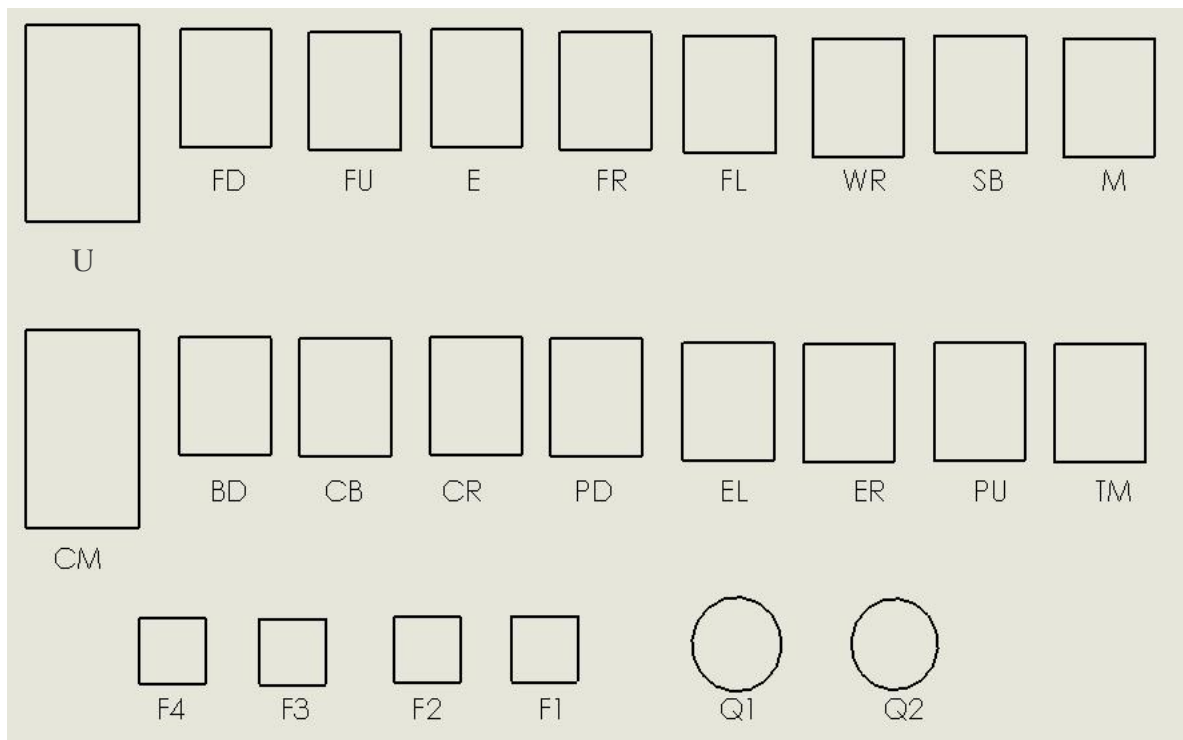 FD FU E FR FL WR SB M
U
BD CB CR PD EL ER PU TM
CM
F4 F3 F2 F1 Q1 Q2